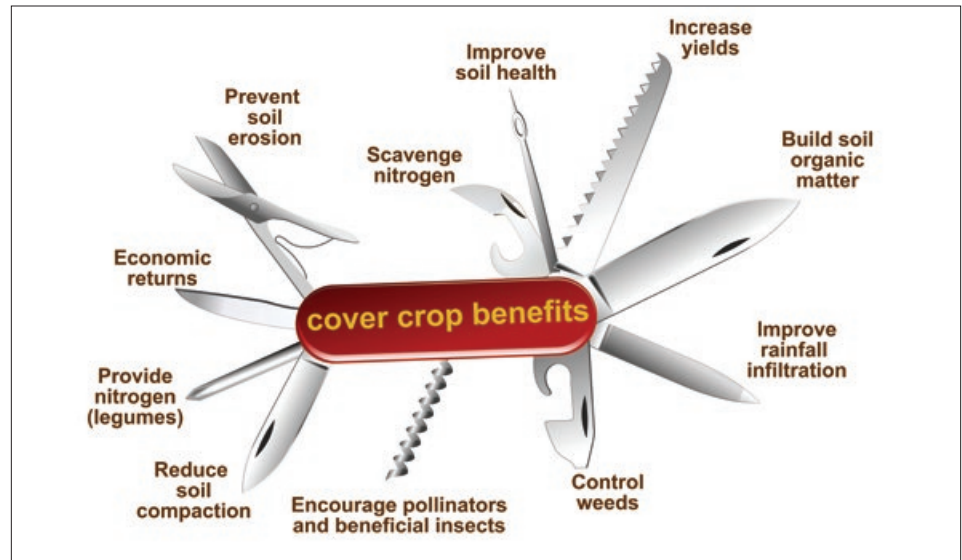 Increase
yields
Improve
soil health
Prevent
soil
erosion
Scavenge
nitrogen
Build soil
organic
matter
Economic
returns
cover crop benefits
Improve
rainfall
infiltration
Provide
nitrogen
(legumes)
Reduce
soil
compaction
Encourage pollinators
and beneficial insects
Control
weeds